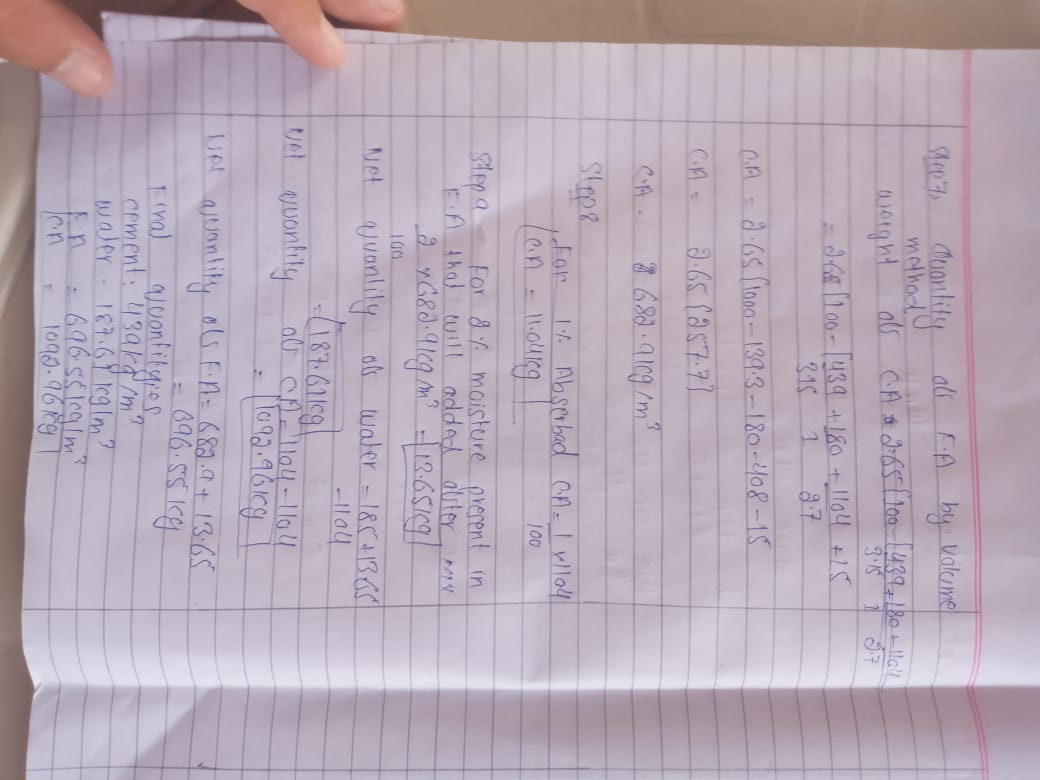 Step 7, Quantity of F.A by volume
method
weight of C.A = 2.65 [100 - [439 + 180 + 1104
3.15 1 2.7
= 2.65 [100 - [439 + 180 + 1104 + 15
3.15 1 2.7
C.A = 2.65 [1000 - 139.3 - 180 - 408 - 15
C.A = 2.65 [257.7]
C.A = 682.9 kg/m³
Step 8
For 1% Absorbad CA = 1 x 1104
100
C.A = 11.04 kg
Step 9 For 2% moisture present in
F.A that will added after
2 x 682.9 kg/m³ = 13.65 kg
100
Net quantity of water = 185 + 13.65
- 11.04
= 187.61 kg
Net quantity of CA = 1104 - 11.04
= 1092.96 kg
Net quantity of F.A = 682.9 + 13.65
= 696.55 kg
Final quantities
cement: 439 kg/m³
water = 187.61 kg/m³
F.A = 696.55 kg/m³
C.A = 1092.96 kg